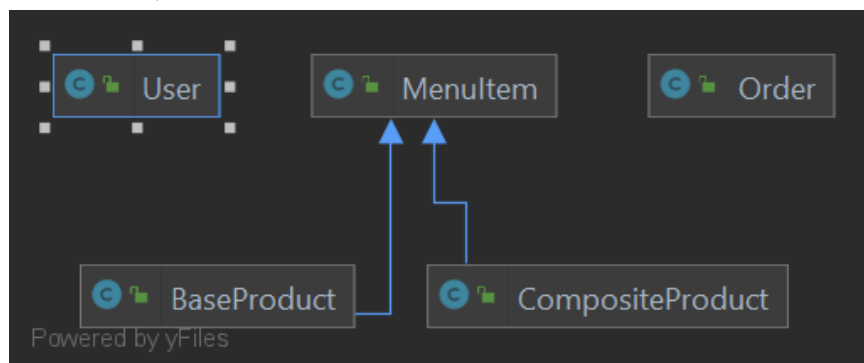 User
MenuItem
Order
BaseProduct
CompositeProduct
Powered by yFiles